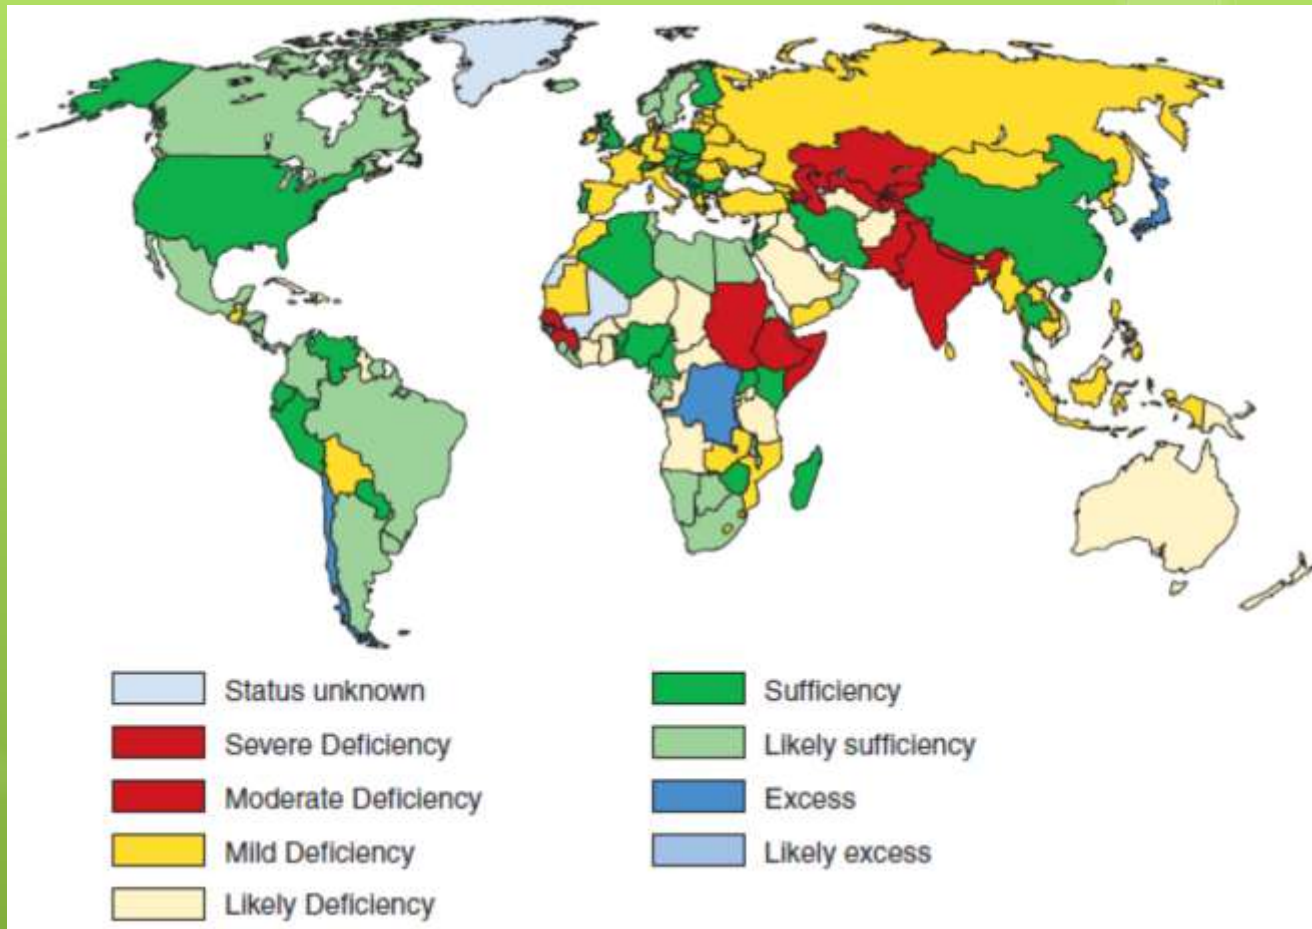 Status unknown
Severe Deficiency
Moderate Deficiency
Mild Deficiency
Likely Deficiency
Sufficiency
Likely sufficiency
Excess
Likely excess